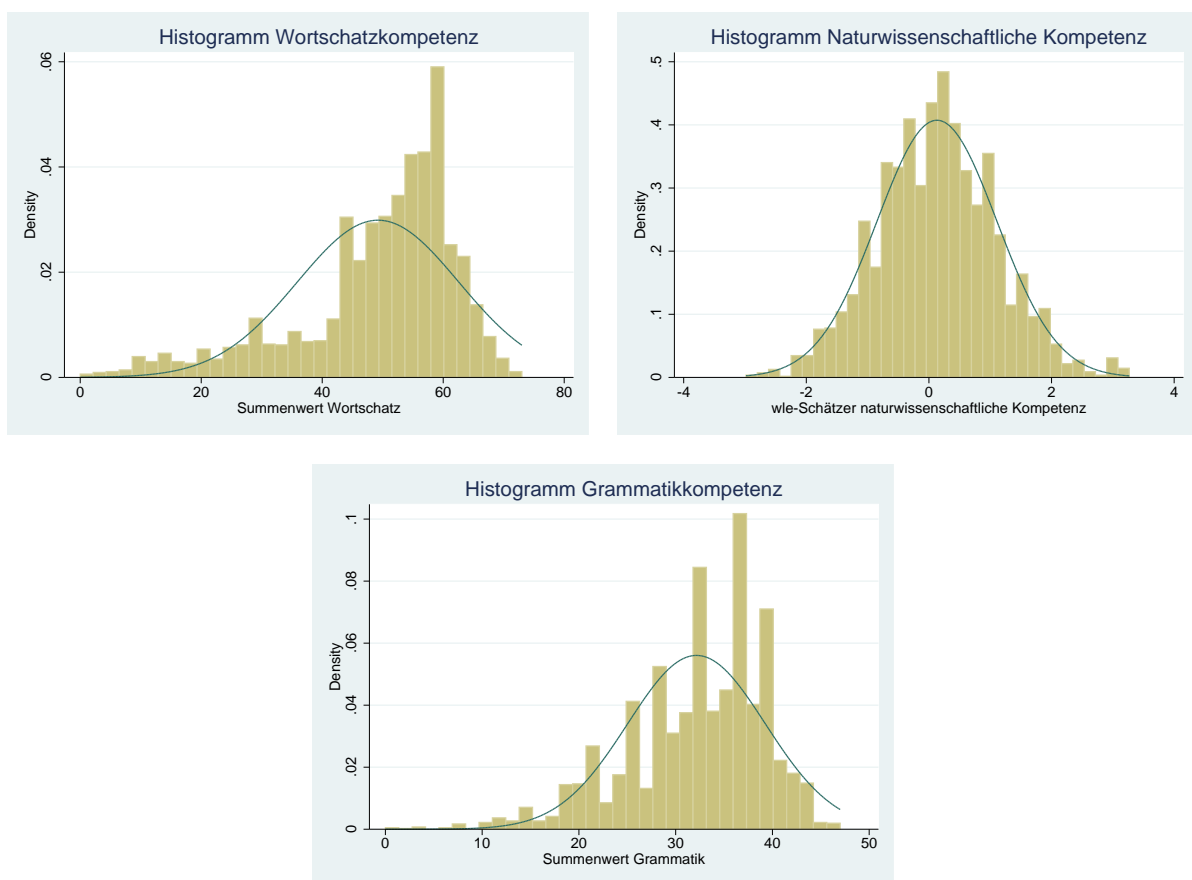 Histogramm Wortschatzkompetenz
Density
.06
.04
.02
0
0 20 40 60 80
Summenwert Wortschatz
Histogramm Naturwissenschaftliche Kompetenz
Density
.5
.4
.3
.2
.1
0
-4 -2 0 2 4
wle-Schätzer naturwissenschaftliche Kompetenz
Histogramm Grammatikkompetenz
Density
.1
.08
.06
.04
.02
0
0 10 20 30 40 50
Summenwert Grammatik